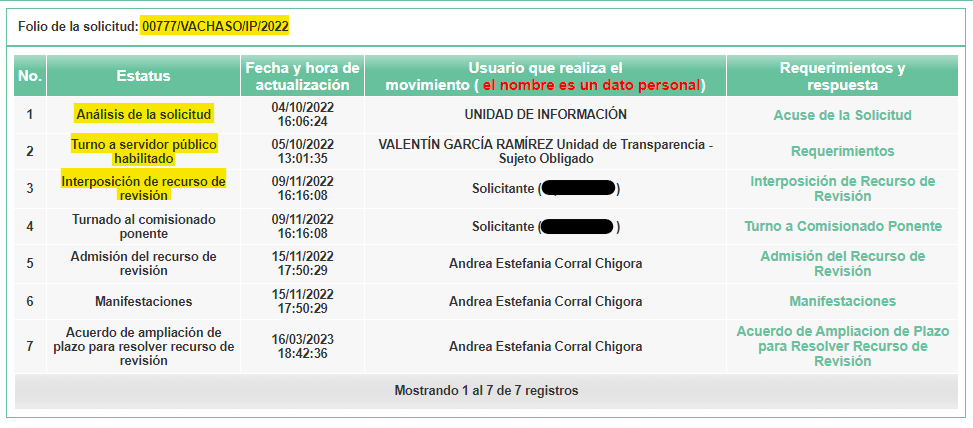 Folio de la solicitud: 00777/VACHASO/IP/2022
No.
Estatus
Fecha y hora de
actualización
Usuario que realiza el
movimiento ( el nombre es un dato personal)
Requerimientos y
respuesta
1
Análisis de la solicitud
04/10/2022
16:06:24
UNIDAD DE INFORMACIÓN
Acuse de la Solicitud
2
Turno a servidor público
habilitado
05/10/2022
13:01:35
VALENTÍN GARCÍA RAMÍREZ Unidad de Transparencia -
Sujeto Obligado
Requerimientos
3
Interposición de recurso de
revisión
09/11/2022
16:16:08
Solicitante ( )
Interposición de Recurso de
Revisión
4
Turnado al comisionado
ponente
09/11/2022
16:16:08
Solicitante ( )
Turno a Comisionado Ponente
5
Admisión del recurso de
revisión
15/11/2022
17:50:29
Andrea Estefania Corral Chigora
Admisión del Recurso de
Revisión
6
Manifestaciones
15/11/2022
17:50:29
Andrea Estefania Corral Chigora
Manifestaciones
7
Acuerdo de ampliación de
plazo para resolver recurso de
revisión
16/03/2023
18:42:36
Andrea Estefania Corral Chigora
Acuerdo de Ampliacion de Plazo
para Resolver Recurso de
Revisión
Mostrando 1 al 7 de 7 registros